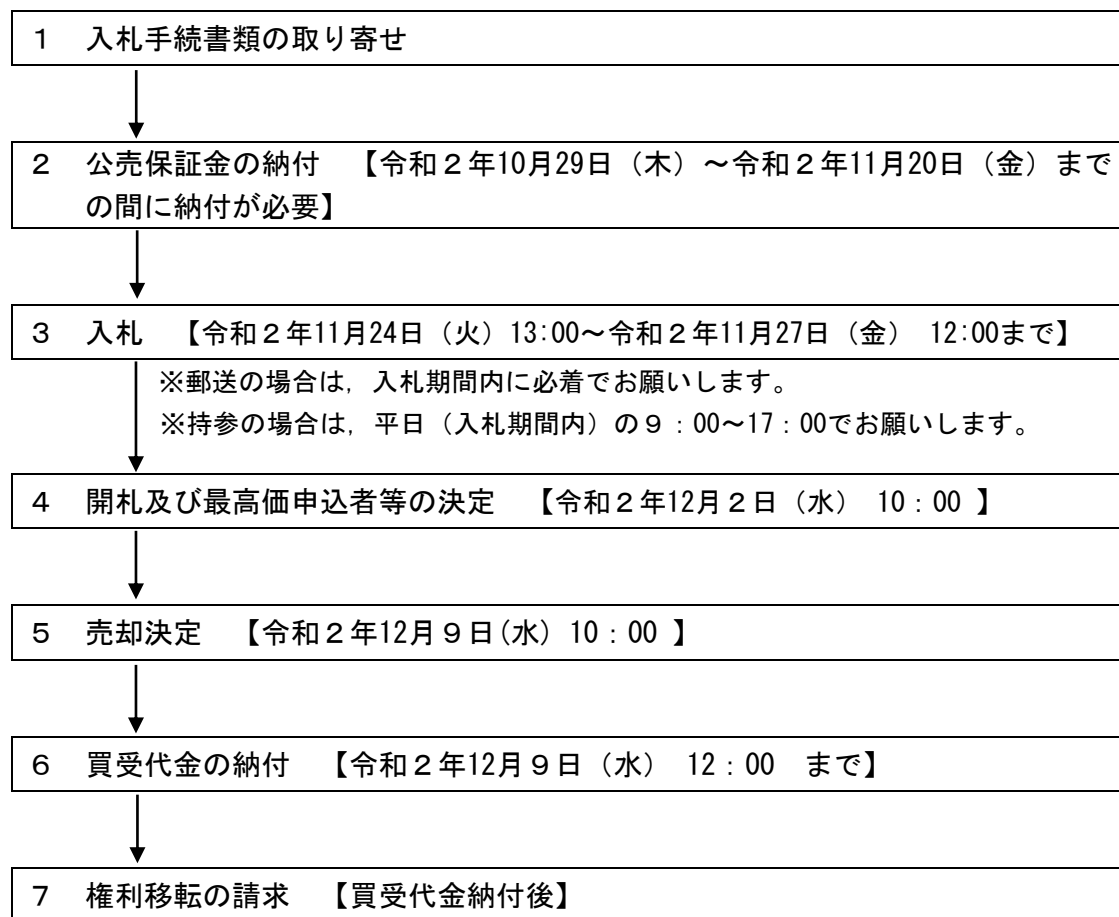 １　入札手続書類の取り寄せ
２　公売保証金の納付　【令和２年10月29日（木）～令和２年11月20日（金）まで
の間に納付が必要】
３　入札　【令和２年11月24日（火）13:00～令和２年11月27日（金） 12:00まで】
※郵送の場合は，入札期間内に必着でお願いします。
※持参の場合は，平日（入札期間内）の９：00～17：00でお願いします。
４　開札及び最高価申込者等の決定　【令和２年12月２日（水） 10：00 】
５　売却決定　【令和２年12月９日(水) 10：00 】
６　買受代金の納付　【令和２年12月９日（水） 12：00　まで】
７　権利移転の請求　【買受代金納付後】